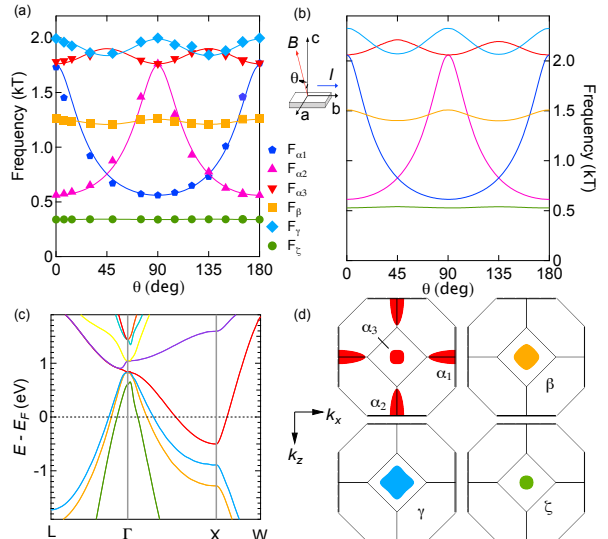 (a)
2.0
1.5
1.0
0.5
0
Frequency (kT)
0 45 90 135 180
θ (deg)
B
c
θ
I
b
a
Fα1
Fα2
Fα3
Fβ
Fγ
Fζ
(b)
2.0
1.5
1.0
0.5
0
Frequency (kT)
0 45 90 135 180
θ (deg)
(c)
1
0
-1
E - EF (eV)
L Γ X W
(d)
α3
α1
α2
β
kx
kz
γ
ζ